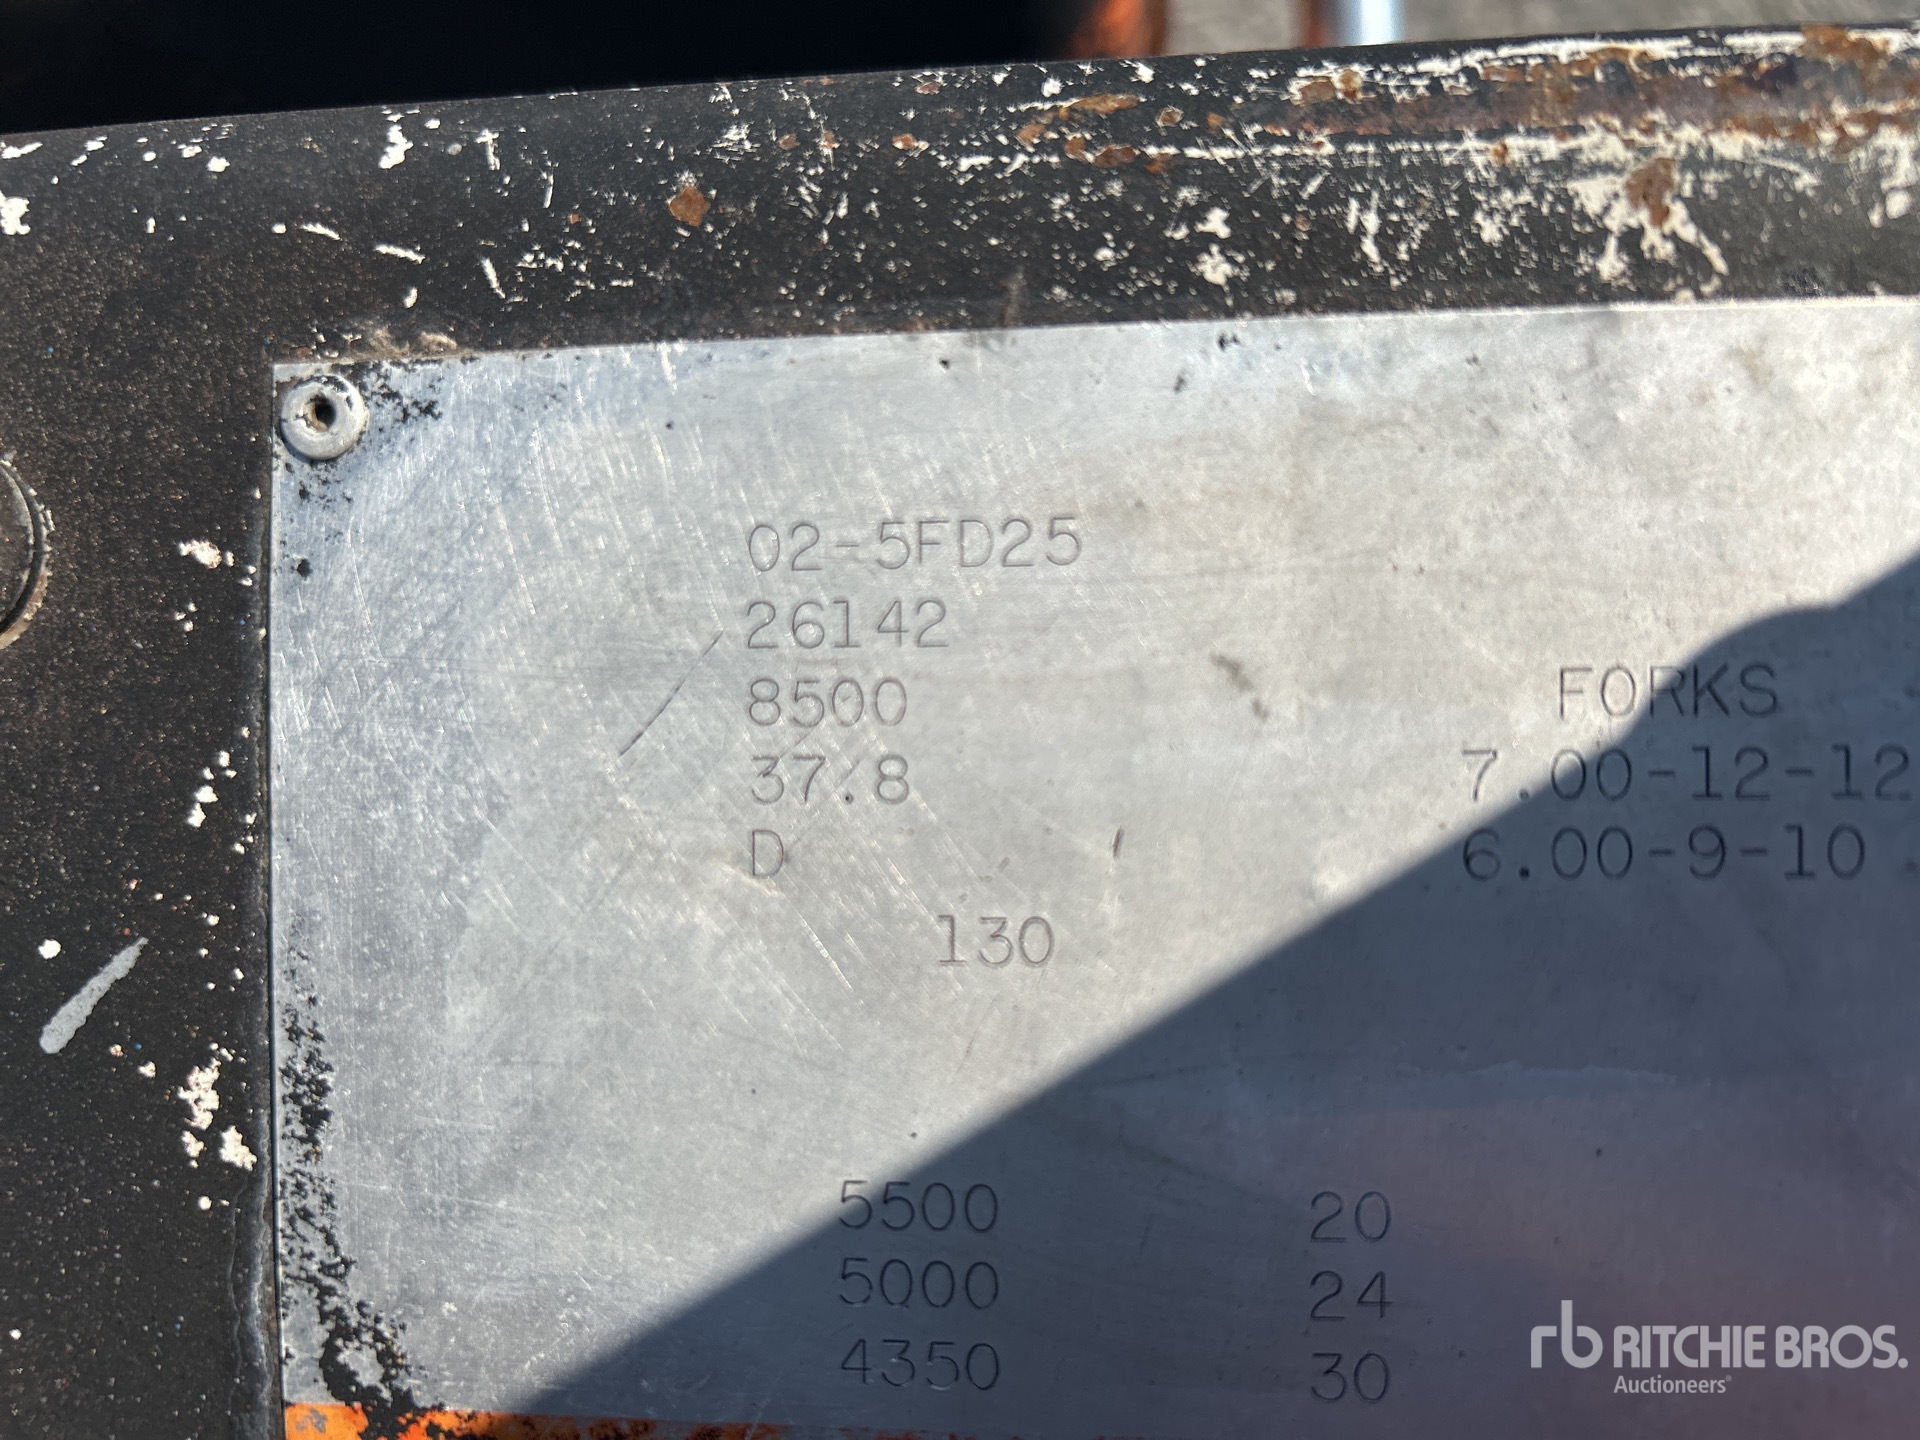 02-5FD25
26142
8500 FORKS
37.8 7.00-12-12
D 6.00-9-10
130
5500 20
5000 24
4350 30
rb RITCHIE BROS.
Auctioneers®